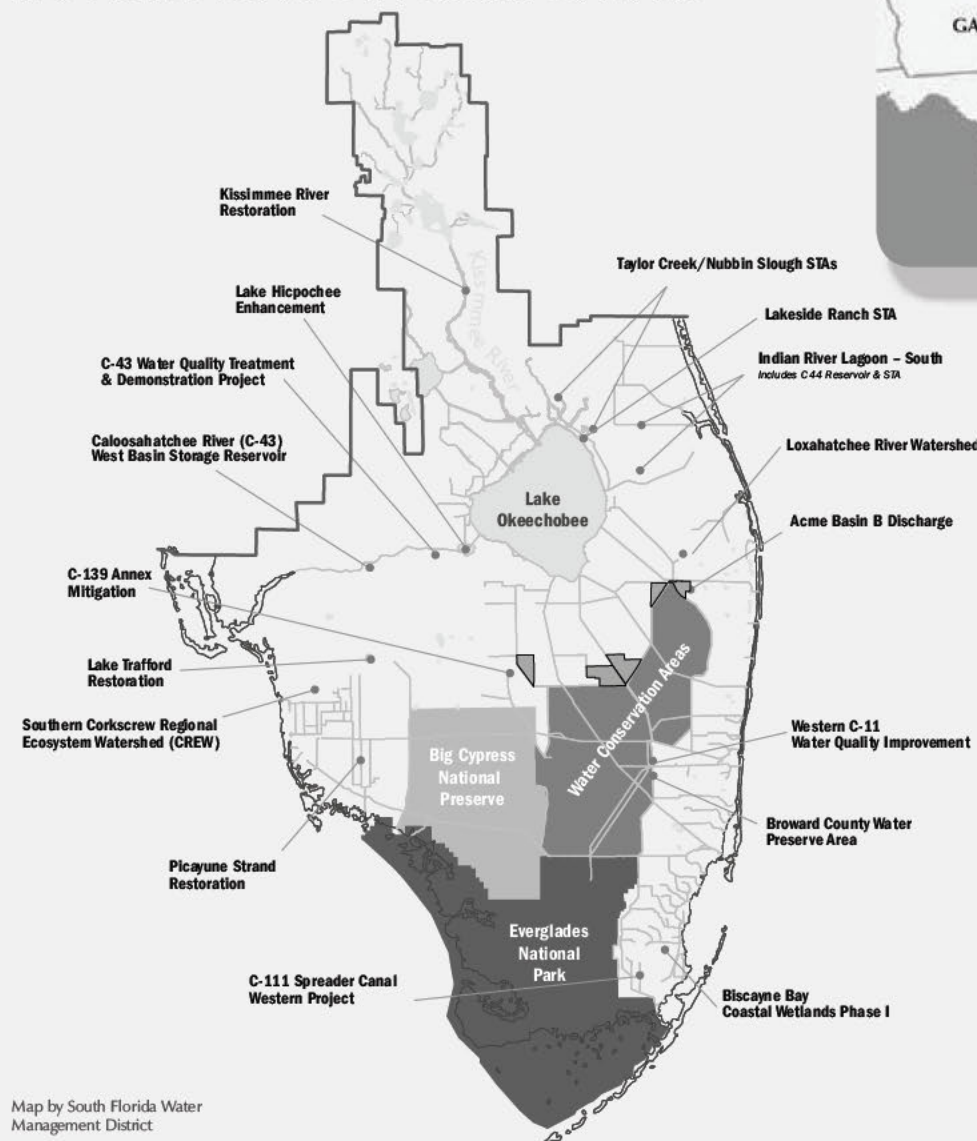 GA
Kissimmee River
Restoration
Kissimmee River
Taylor Creek/Nubbin Slough STAs
Lake Hicpochee
Enhancement
Lakeside Ranch STA
C-43 Water Quality Treatment
& Demonstration Project
Indian River Lagoon – South
Includes C44 Reservoir & STA
Caloosahatchee River (C-43)
West Basin Storage Reservoir
Loxahatchee River Watershed
Lake
Okeechobee
Acme Basin B Discharge
C-139 Annex
Mitigation
Lake Trafford
Restoration
Water Conservation Areas
Southern Corkscrew Regional
Ecosystem Watershed (CREW)
Western C-11
Water Quality Improvement
Big Cypress
National
Preserve
Broward County Water
Preserve Area
Picayune Strand
Restoration
Everglades
National
Park
C-111 Spreader Canal
Western Project
Biscayne Bay
Coastal Wetlands Phase I
Map by South Florida Water
Management District